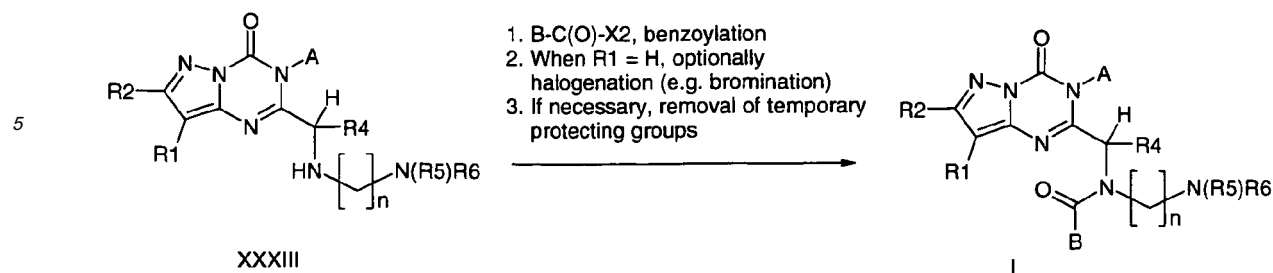 5
O
N
N
N
A
R2
H
N
R4
R1
HN
N(R5)R6
n
XXXIII
1. B-C(O)-X2, benzoylation
2. When R1 = H, optionally
halogenation (e.g. bromination)
3. If necessary, removal of temporary
protecting groups
O
N
N
N
A
R2
H
N
R4
R1
O
N
N(R5)R6
n
B
I